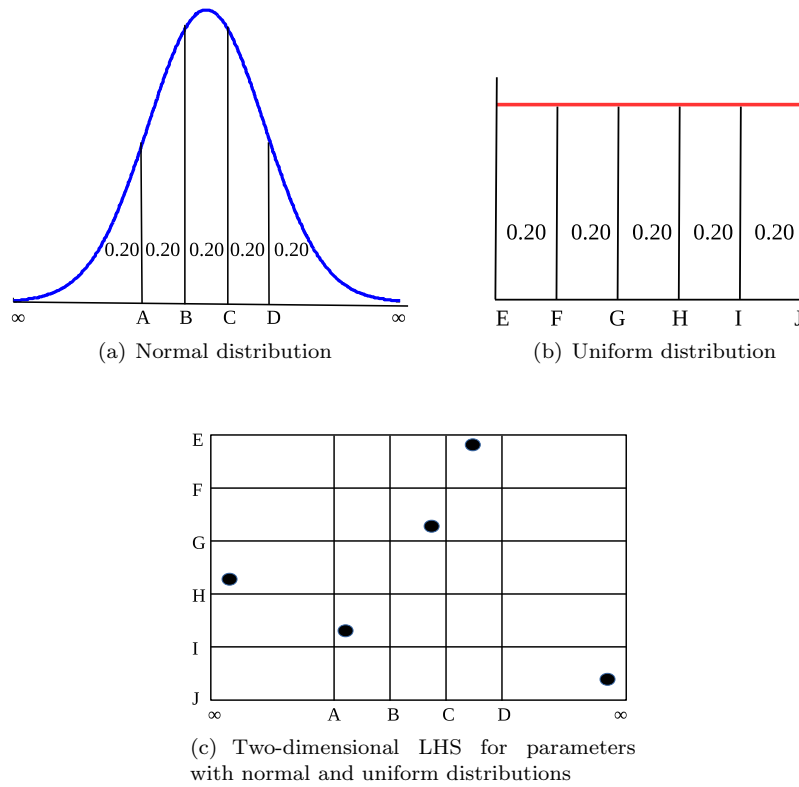 0.20 0.20 0.20 0.20 0.20
∞ A B C D ∞
(a) Normal distribution
0.20 0.20 0.20 0.20 0.20
E F G H I J
(b) Uniform distribution
E
F
G
H
I
J
∞ A B C D ∞
(c) Two-dimensional LHS for parameters
with normal and uniform distributions